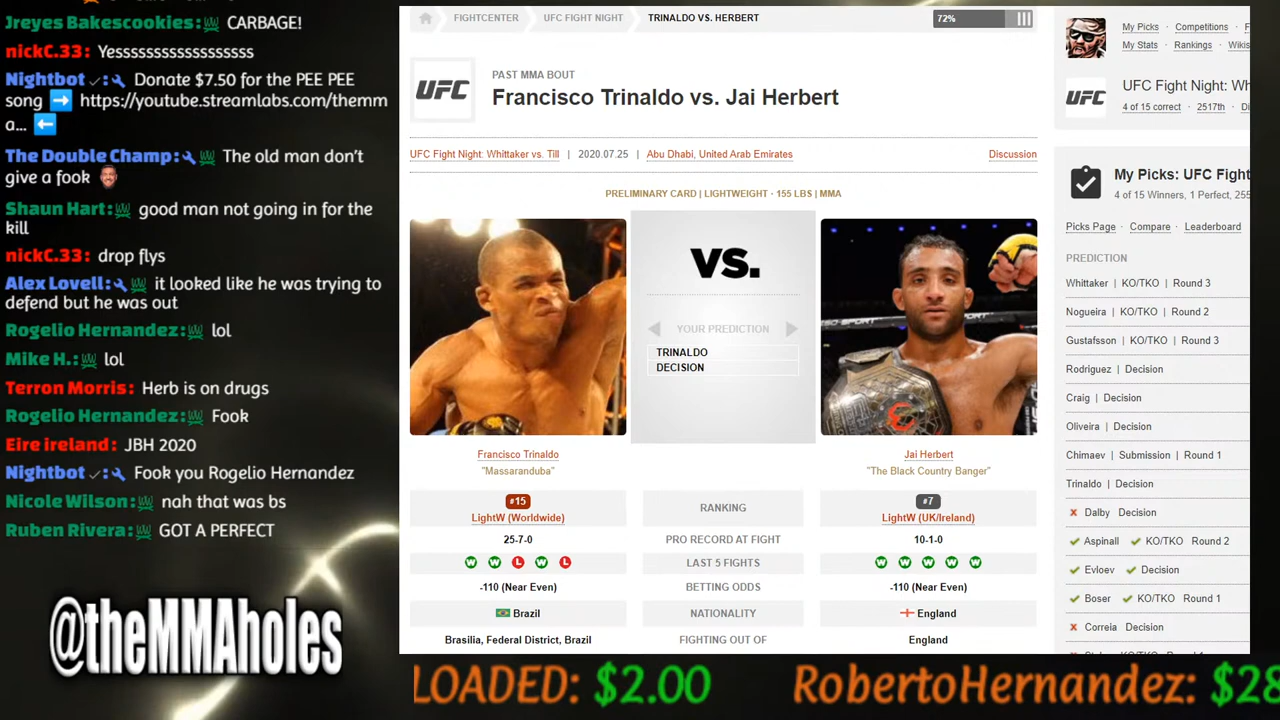 Jreyes Bakescookies: CARBAGE!
nickC.33: Yesssssssssssssssssss
Nightbot ✓: Donate $7.50 for the PEE PEE
song ➡ https://youtube.streamlabs.com/themm
a... ⬅
The Double Champ: The old man don't
give a fook
Shaun Hart: good man not going in for the
kill
nickC.33: drop flys
Alex Lovell: it looked like he was trying to
defend but he was out
Rogelio Hernandez: lol
Mike H.: lol
Terron Morris: Herb is on drugs
Rogelio Hernandez: Fook
Eire ireland: JBH 2020
Nightbot ✓: Fook you Rogelio Hernandez
Nicole Wilson: nah that was bs
Ruben Rivera: GOT A PERFECT
@theMMAholes
FIGHTCENTER UFC FIGHT NIGHT TRINALDO VS. HERBERT
72%
UFC
PAST MMA BOUT
Francisco Trinaldo vs. Jai Herbert
UFC Fight Night: Whittaker vs. Till | 2020.07.25 | Abu Dhabi, United Arab Emirates
Discussion
PRELIMINARY CARD | LIGHTWEIGHT · 155 LBS | MMA
VS.
YOUR PREDICTION
TRINALDO
DECISION
Francisco Trinaldo
"Massaranduba"
Jai Herbert
"The Black Country Banger"
#15
LightW (Worldwide)
RANKING
#7
LightW (UK/Ireland)
25-7-0 PRO RECORD AT FIGHT 10-1-0
W W L W L LAST 5 FIGHTS W W W W W
-110 (Near Even) BETTING ODDS -110 (Near Even)
Brazil NATIONALITY England
Brasilia, Federal District, Brazil FIGHTING OUT OF England
My Picks · Competitions · F
My Stats · Rankings · Wikis
UFC
UFC Fight Night: Wh
4 of 15 correct · 2517th · Di
My Picks: UFC Fight
4 of 15 Winners, 1 Perfect, 255
Picks Page · Compare · Leaderboard
PREDICTION
Whittaker | KO/TKO | Round 3
Nogueira | KO/TKO | Round 2
Gustafsson | KO/TKO | Round 3
Rodriguez | Decision
Craig | Decision
Oliveira | Decision
Chimaev | Submission | Round 1
Trinaldo | Decision
Dalby Decision
Aspinall KO/TKO Round 2
Evloev Decision
Boser KO/TKO Round 1
Correia Decision
LOADED: $2.00 RobertoHernandez: $28